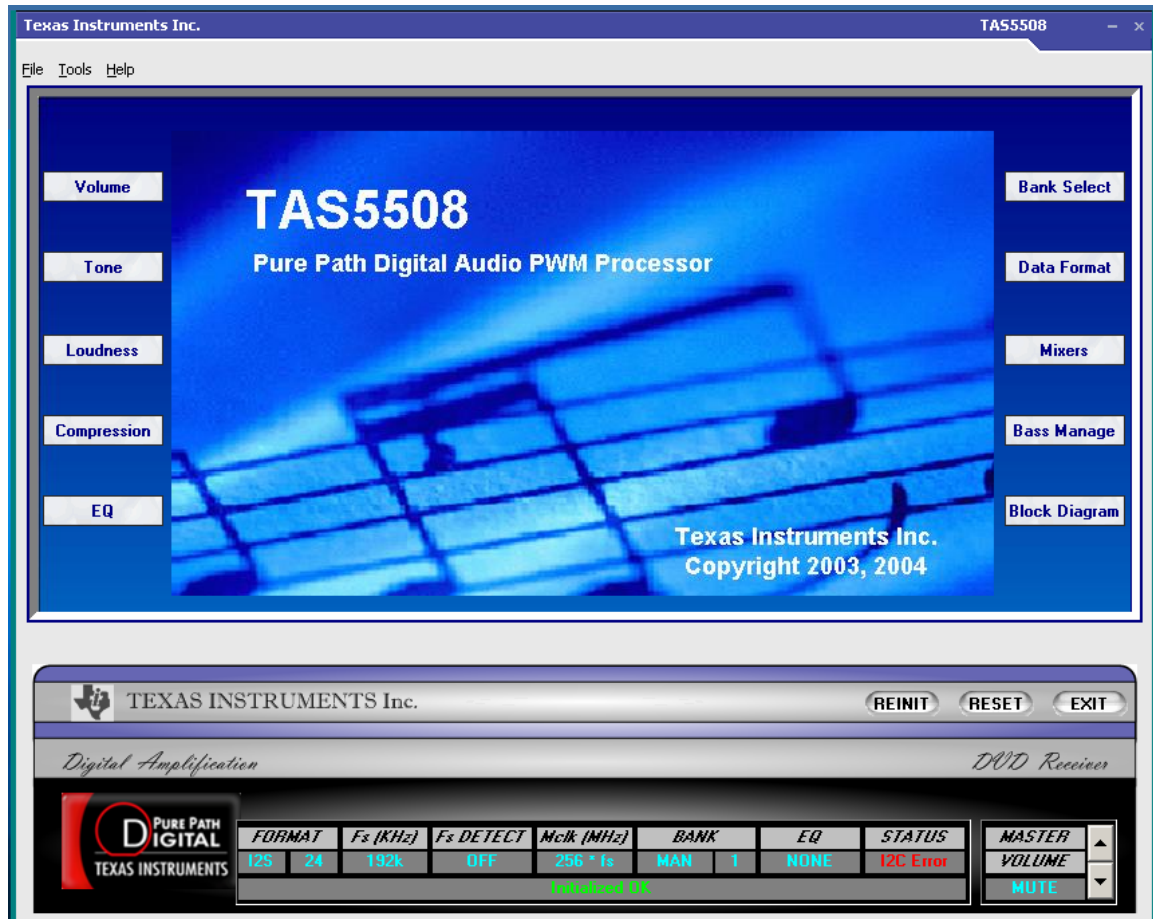 Texas Instruments Inc. TAS5508
File Tools Help
Volume
Tone
Loudness
Compression
EQ
TAS5508
Pure Path Digital Audio PWM Processor
Texas Instruments Inc.
Copyright 2003, 2004
Bank Select
Data Format
Mixers
Bass Manage
Block Diagram
TEXAS INSTRUMENTS Inc. REINIT RESET EXIT
Digital Amplification DVD Receiver
PURE PATH
DIGITAL
TEXAS INSTRUMENTS
FORMAT Fs (KHz) Fs DETECT Mclk (MHz) BANK EQ STATUS
I2S 24 192k OFF 256 * fs MAN 1 NONE I2C Error
Initialized OK
MASTER
VOLUME
MUTE